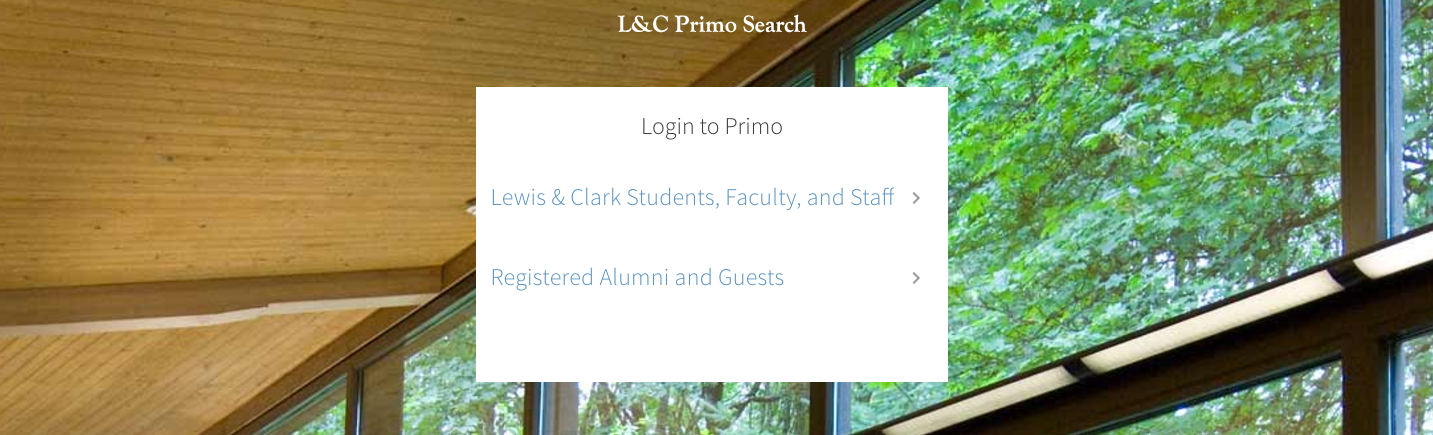 L&C Primo Search
Login to Primo
Lewis & Clark Students, Faculty, and Staff
Registered Alumni and Guests